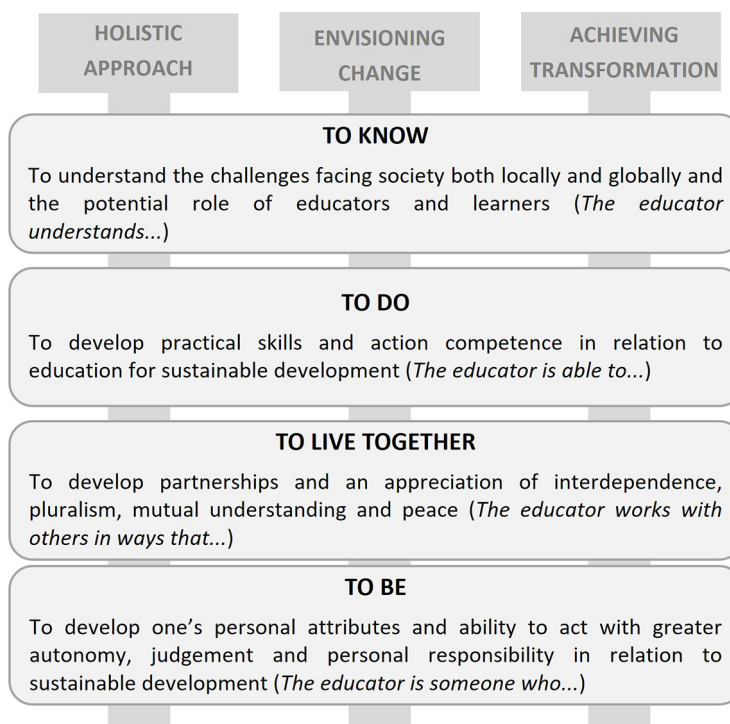 HOLISTIC
APPROACH
ENVISIONING
CHANGE
ACHIEVING
TRANSFORMATION
TO KNOW
To understand the challenges facing society both locally and globally and
the potential role of educators and learners (The educator
understands...)
TO DO
To develop practical skills and action competence in relation to
education for sustainable development (The educator is able to...)
TO LIVE TOGETHER
To develop partnerships and an appreciation of interdependence,
pluralism, mutual understanding and peace (The educator works with
others in ways that...)
TO BE
To develop one’s personal attributes and ability to act with greater
autonomy, judgement and personal responsibility in relation to
sustainable development (The educator is someone who...)